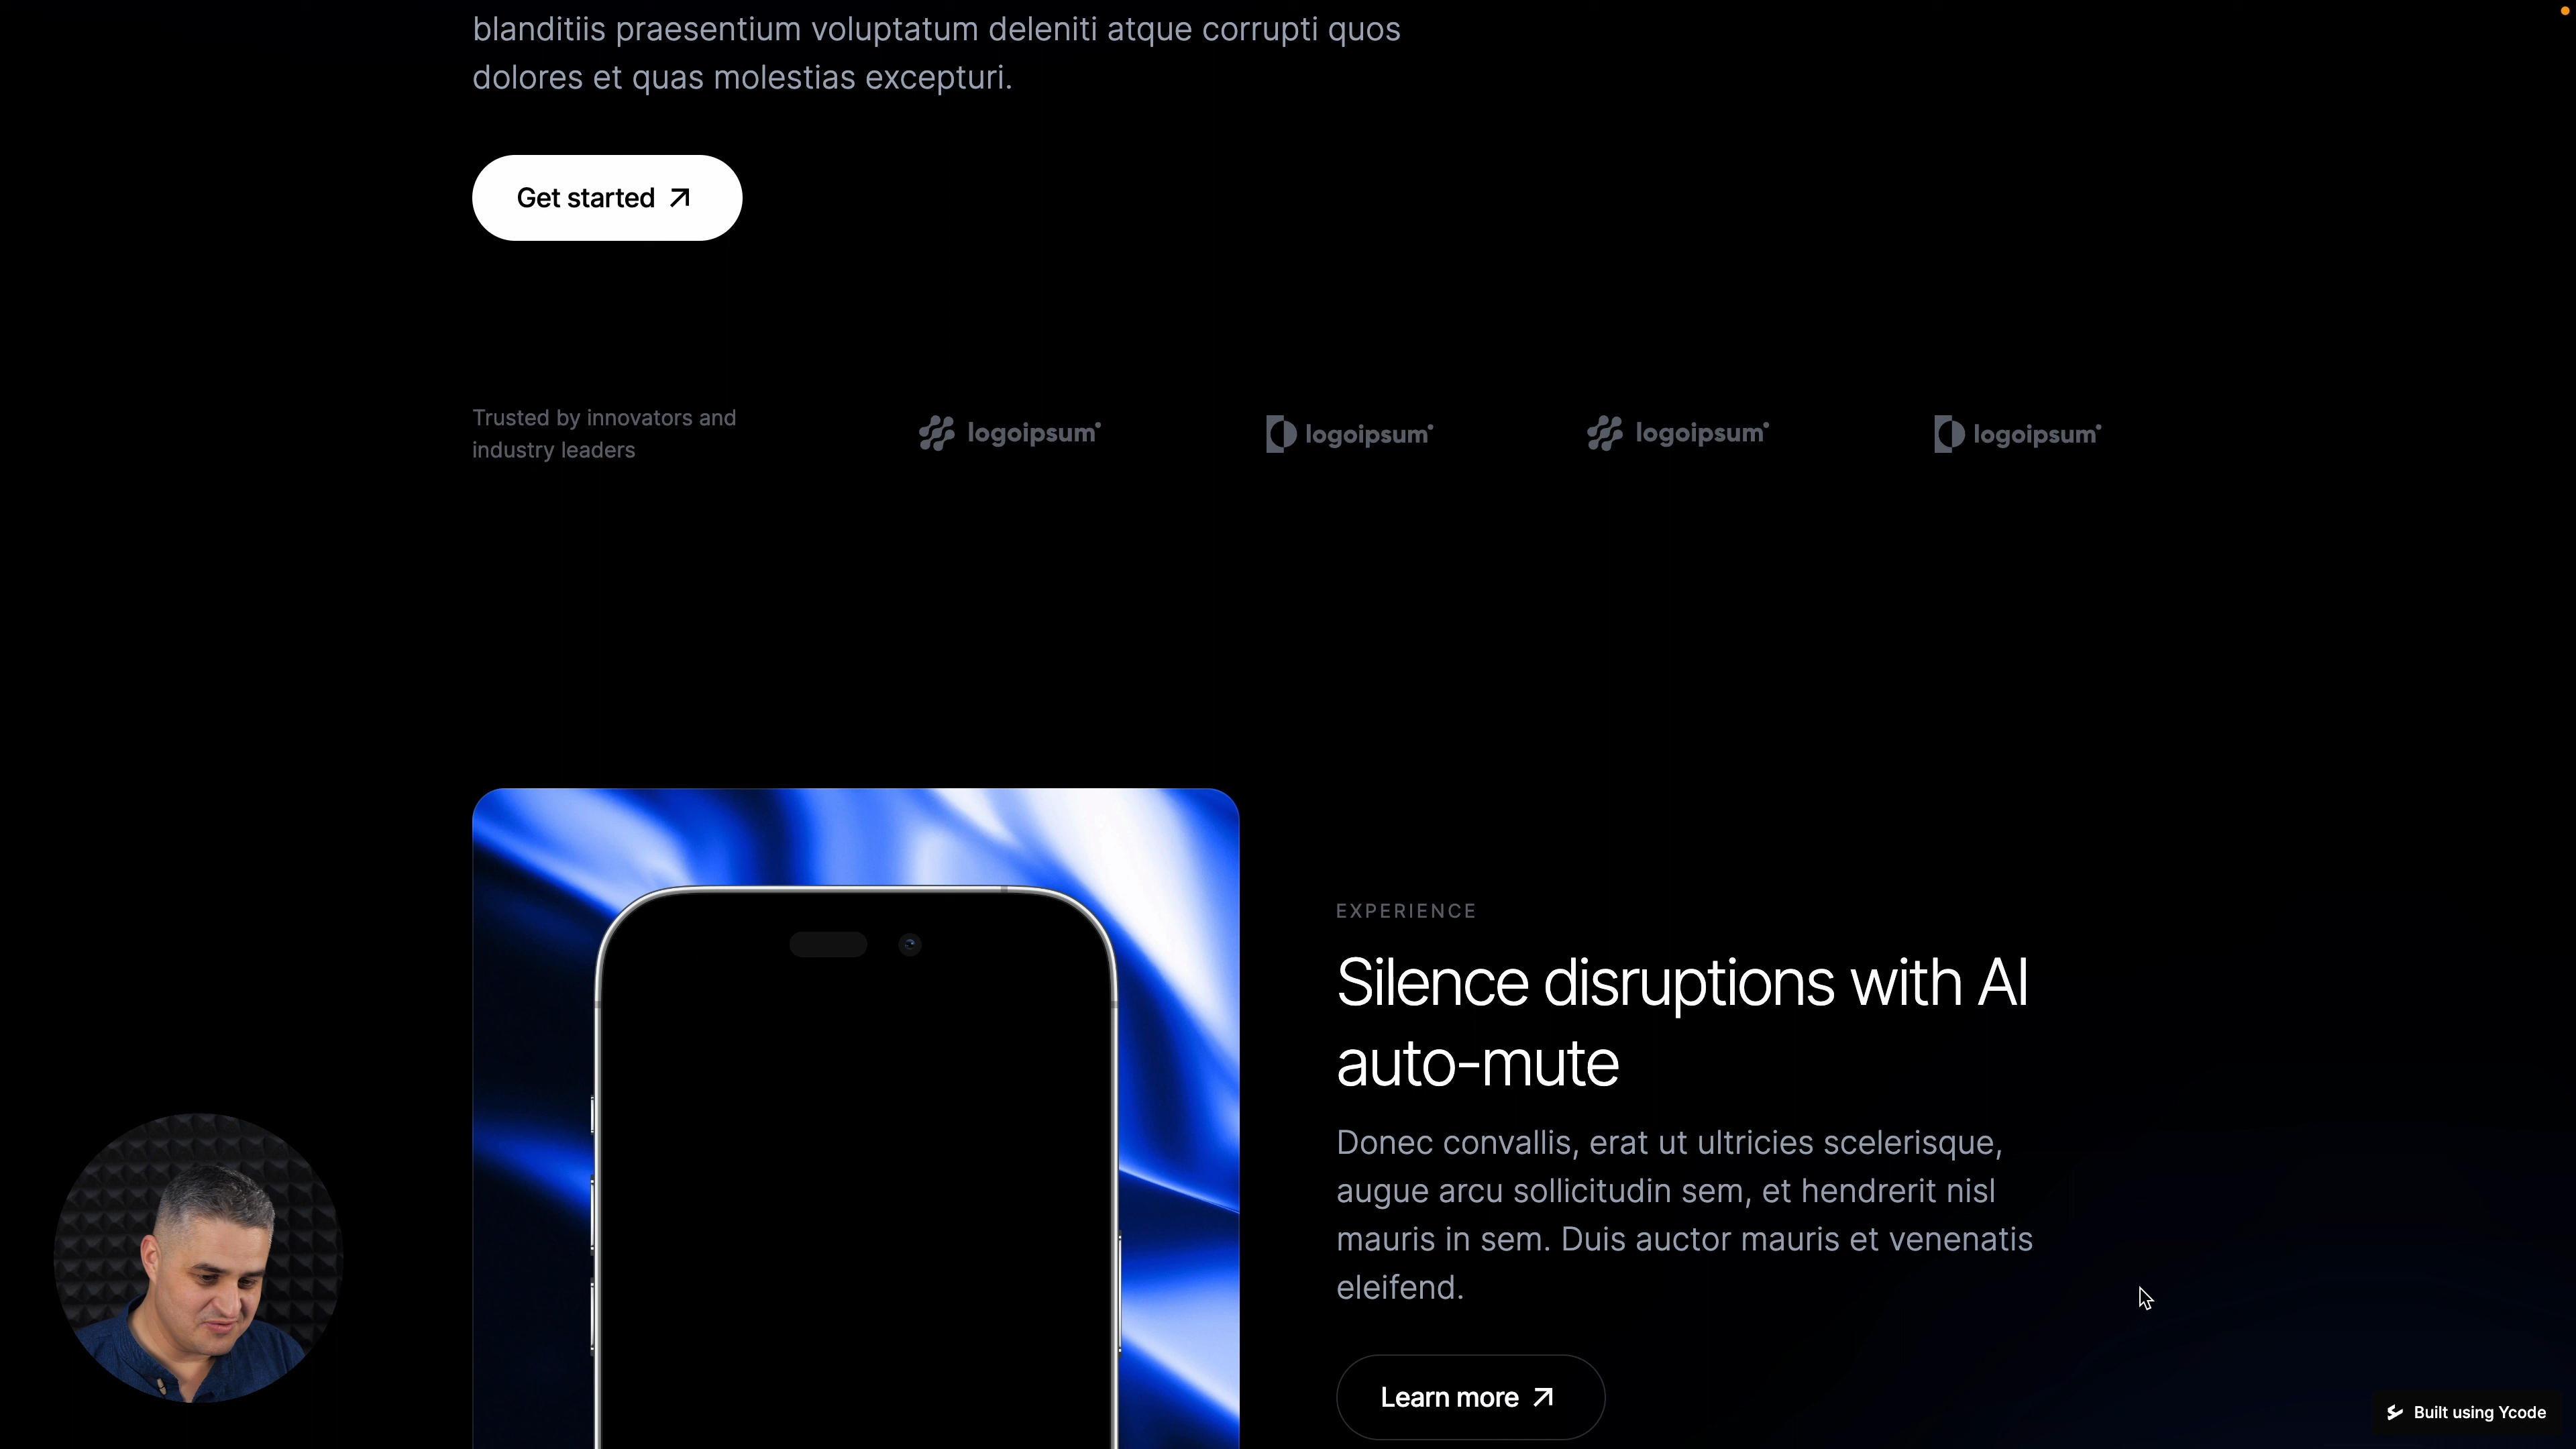 blanditiis praesentium voluptatum deleniti atque corrupti quos
dolores et quas molestias excepturi.
Get started
Trusted by innovators and
industry leaders
logoipsum
logoipsum
logoipsum
logoipsum
EXPERIENCE
Silence disruptions with AI
auto-mute
Donec convallis, erat ut ultricies scelerisque,
augue arcu sollicitudin sem, et hendrerit nisl
mauris in sem. Duis auctor mauris et venenatis
eleifend.
Learn more
Built using Ycode